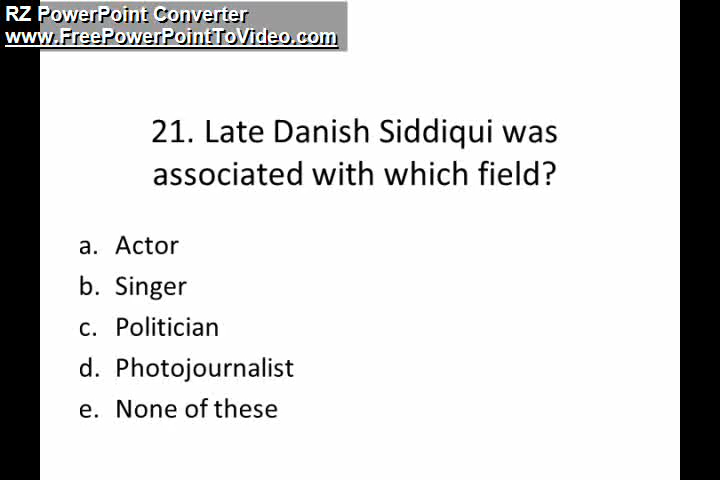 RZ PowerPoint Converter
www.FreePowerPointToVideo.com
21. Late Danish Siddiqui was
associated with which field?
a. Actor
b. Singer
c. Politician
d. Photojournalist
e. None of these